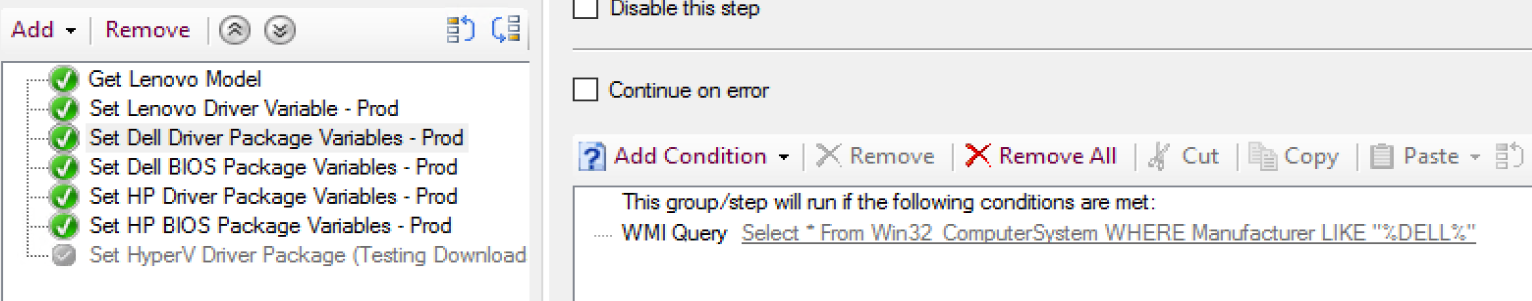 Add
Remove
Get Lenovo Model
Set Lenovo Driver Variable - Prod
Set Dell Driver Package Variables - Prod
Set Dell BIOS Package Variables - Prod
Set HP Driver Package Variables - Prod
Set HP BIOS Package Variables - Prod
Set HyperV Driver Package (Testing Download
Disable this step
Continue on error
Add Condition
Remove
Remove All
Cut
Copy
Paste
This group/step will run if the following conditions are met:
WMI Query Select * From Win32_ComputerSystem WHERE Manufacturer LIKE "%DELL%"